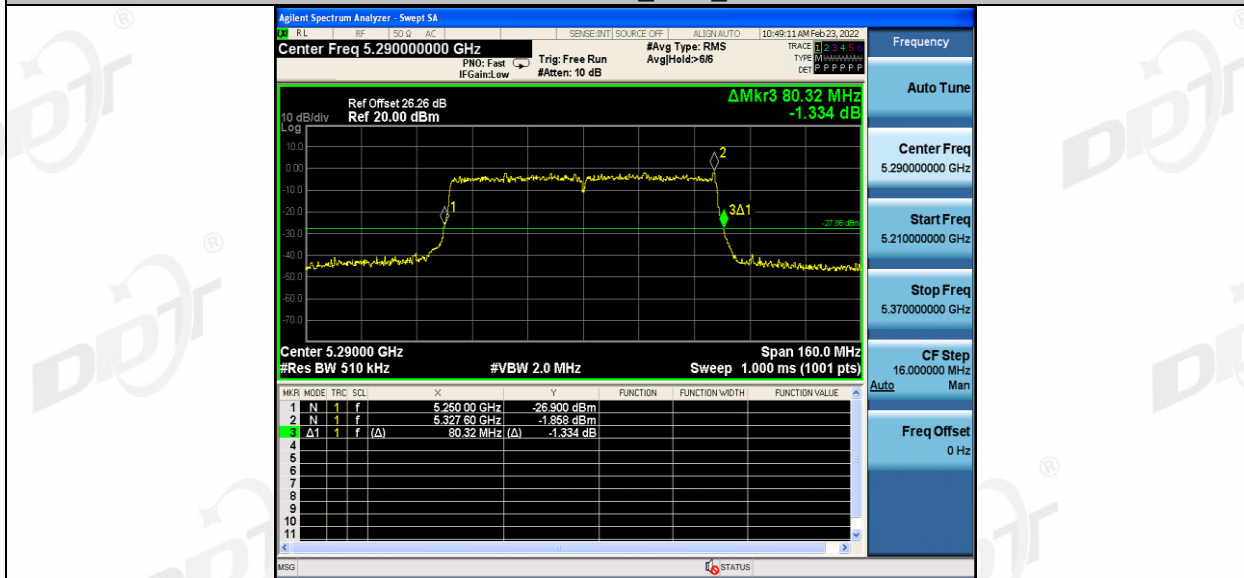 Agilent Spectrum Analyzer - Swept SA
RL RF 50 Ω AC SENSE:INT SOURCE OFF ALIGN AUTO 10:49:11 AM Feb 23, 2022
Center Freq 5.290000000 GHz #Avg Type: RMS TRACE 1 2 3 4 5 6
PNO: Fast Trig: Free Run Avg|Hold:>6/6 TYPE M
IFGain:Low #Atten: 10 dB DET P P P P P P
Frequency
Auto Tune
Center Freq
5.290000000 GHz
Start Freq
5.210000000 GHz
Stop Freq
5.370000000 GHz
CF Step
16.000000 MHz
Auto Man
Freq Offset
0 Hz
ΔMkr3 80.32 MHz
-1.334 dB
Ref Offset 26.26 dB
10 dB/div Ref 20.00 dBm
Log
10.0
0.00
-10.0
-20.0
-30.0
-40.0
-50.0
-60.0
-70.0
1
2
3Δ1
-27.86 dBm
Center 5.29000 GHz Span 160.0 MHz
#Res BW 510 kHz #VBW 2.0 MHz Sweep 1.000 ms (1001 pts)
MKR MODE TRC SCL X Y FUNCTION FUNCTION WIDTH FUNCTION VALUE
1 N 1 f 5.250 00 GHz -26.900 dBm
2 N 1 f 5.327 60 GHz -1.858 dBm
3 Δ1 1 f (Δ) 80.32 MHz (Δ) -1.334 dB
4
5
6
7
8
9
10
11
MSG STATUS
DDT
®